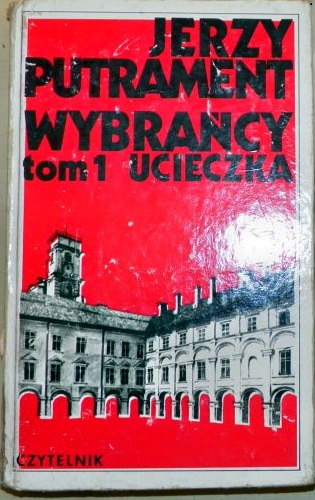 JERZY
PUTRAMENT
WYBRAŃCY
tom 1 UCIECZKA
CZYTELNIK